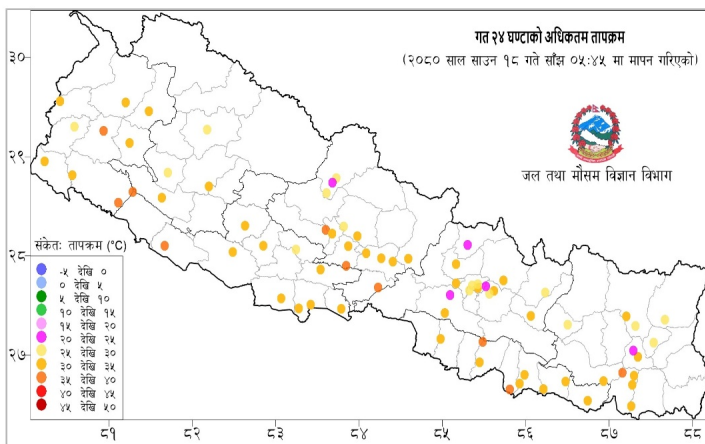 गत २४ घण्टाको अधिकतम तापक्रम
(२०८० साल साउन १८ गते साँझ ०५:४५ मा मापन गरिएको)
३०
२९
जल तथा मौसम विज्ञान विभाग
२८
संकेतः तापक्रम (°C)
-५ देखि ०
० देखि ५
५ देखि १०
१० देखि १५
१५ देखि २०
२० देखि २५
२५ देखि ३०
३० देखि ३५
३५ देखि ४०
४० देखि ४५
४५ देखि ५०
२७
८१ ८२ ८३ ८४ ८५ ८६ ८७ ८८